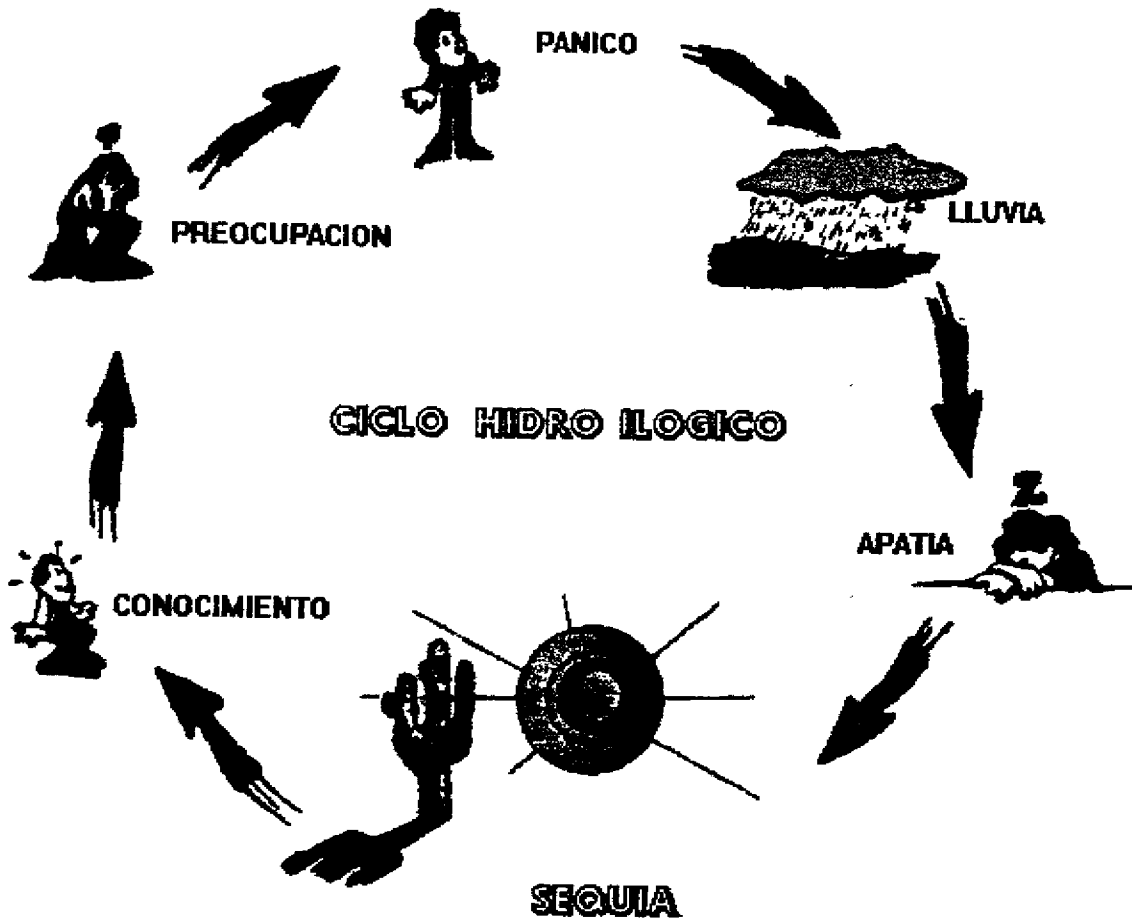 PANICO
LLUVIA
PREOCUPACION
CICLO HIDRO ILOGICO
Z
APATIA
CONOCIMIENTO
SEQUIA